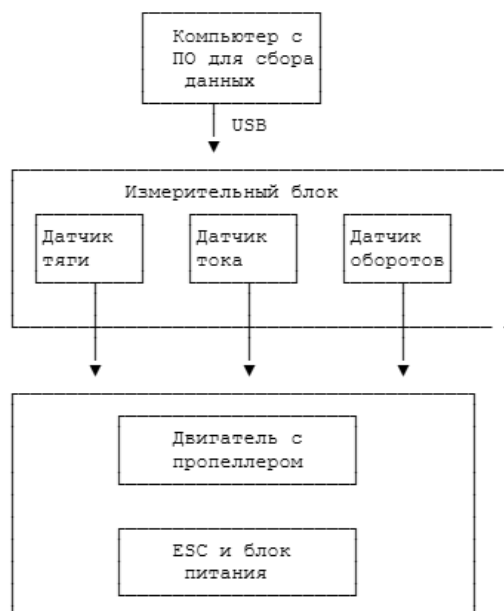 Компьютер с
ПО для сбора
данных
USB
Измерительный блок
Датчик
тяги
Датчик
тока
Датчик
оборотов
Двигатель с
пропеллером
ESC и блок
питания